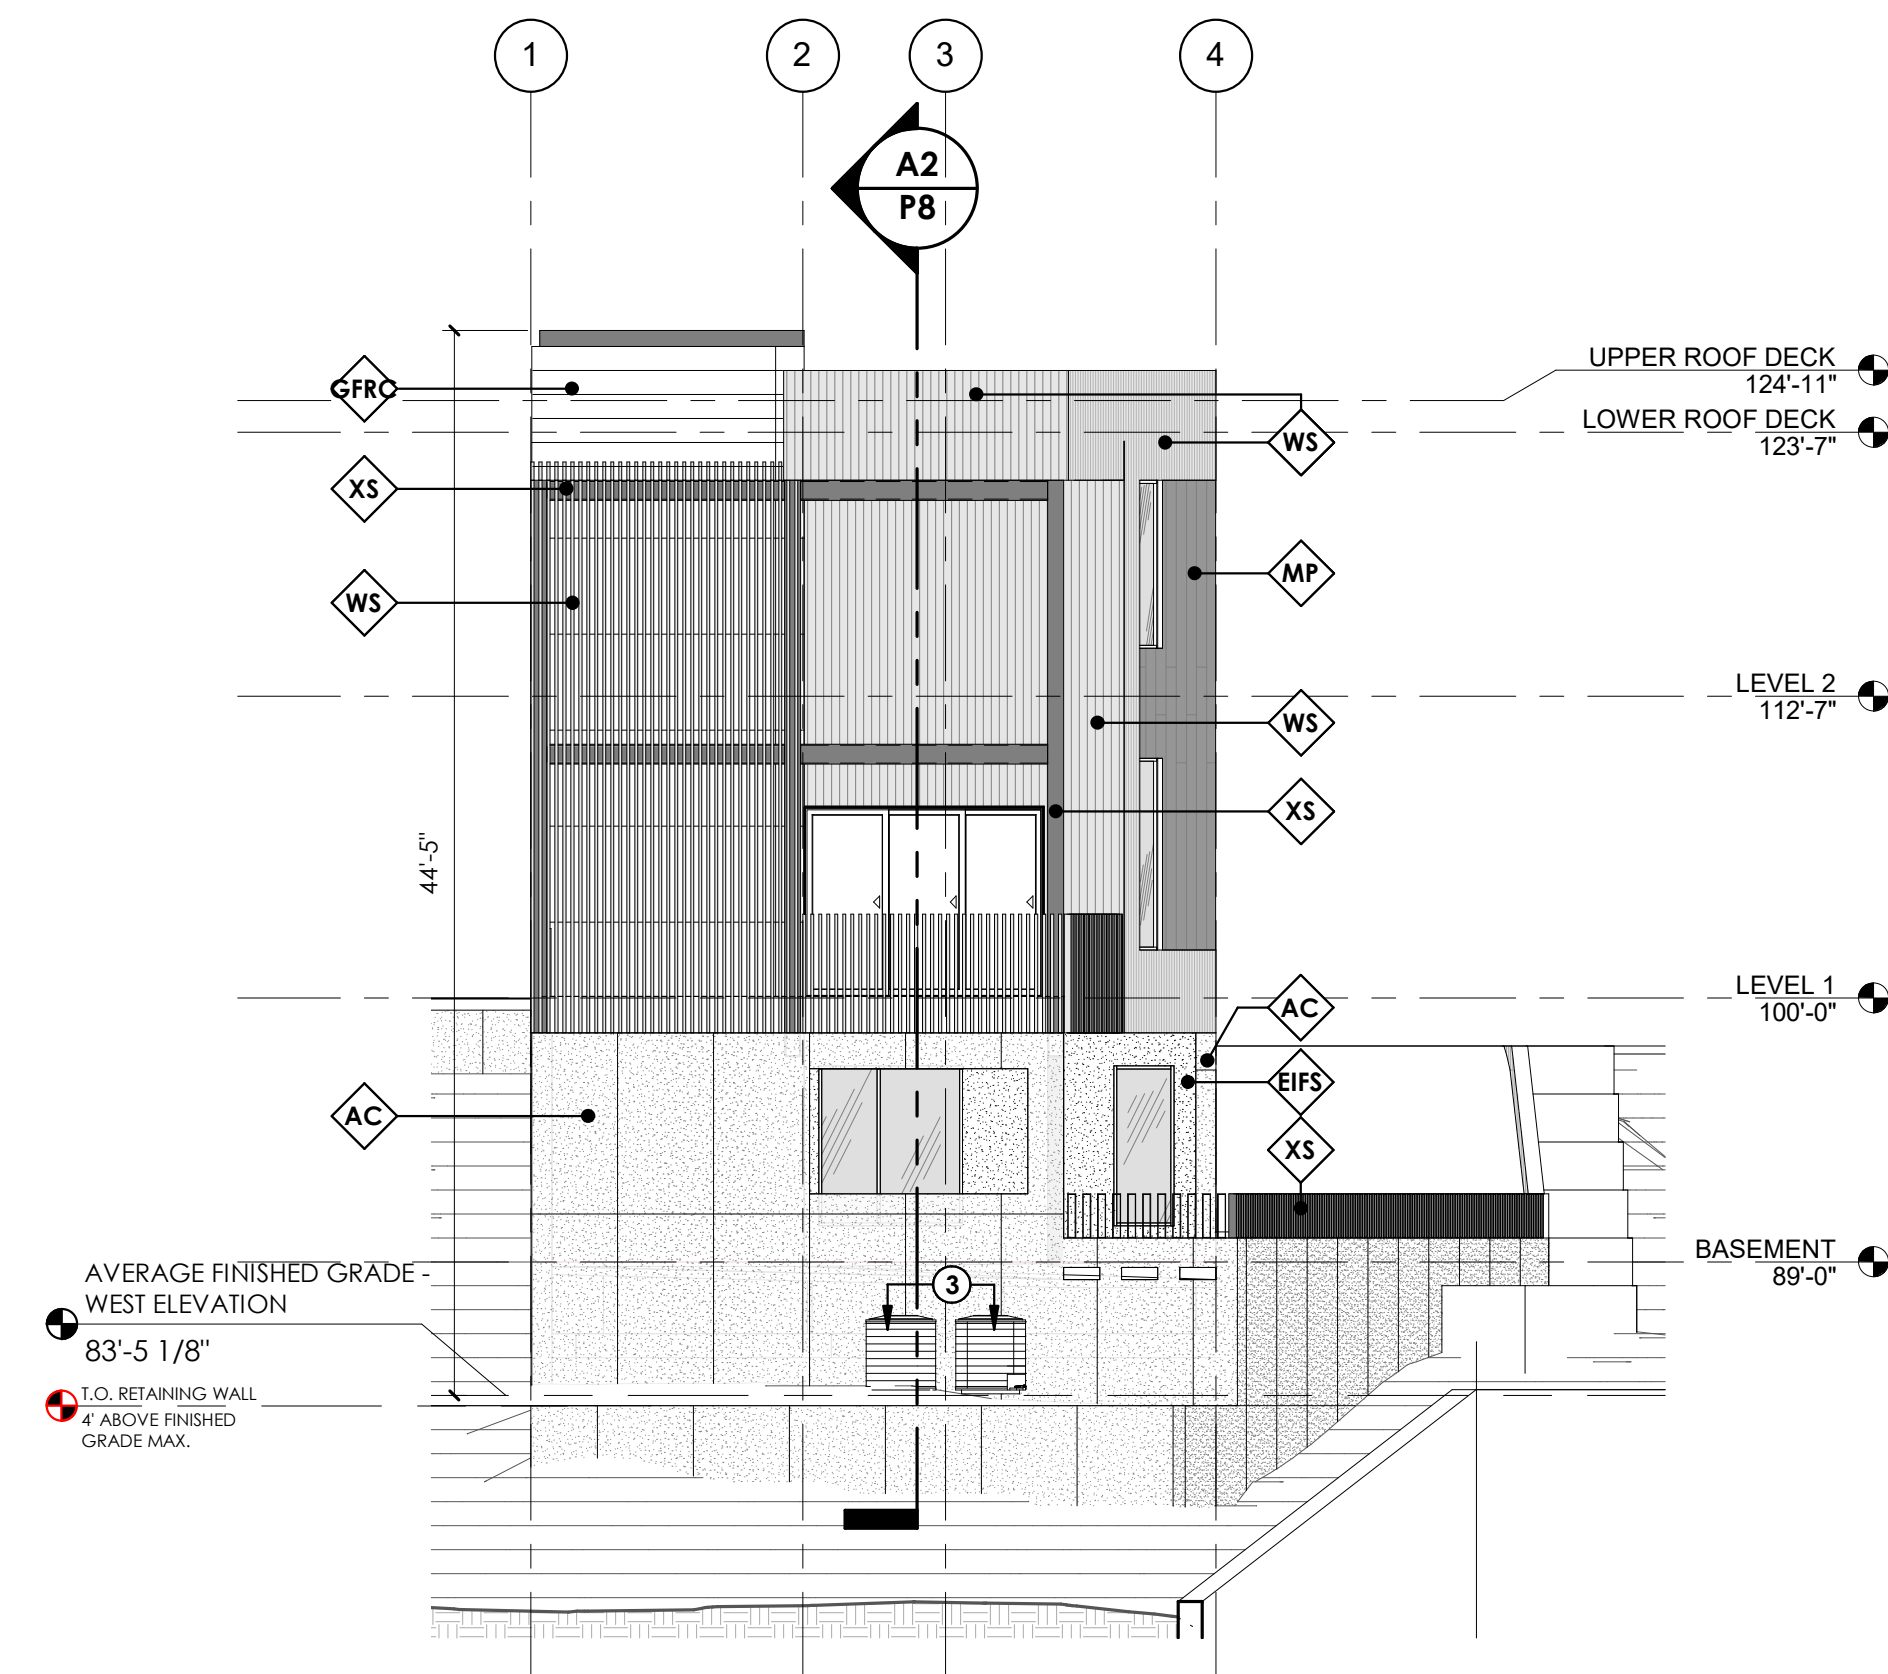 1
2
3
4
A2
P8
GFRC
XS
WS
AC
44'-5"
WS
MP
WS
XS
AC
EIFS
XS
3
UPPER ROOF DECK
124'-11"
LOWER ROOF DECK
123'-7"
LEVEL 2
112'-7"
LEVEL 1
100'-0"
BASEMENT
89'-0"
AVERAGE FINISHED GRADE -
WEST ELEVATION
83'-5 1/8"
T.O. RETAINING WALL
4' ABOVE FINISHED
GRADE MAX.